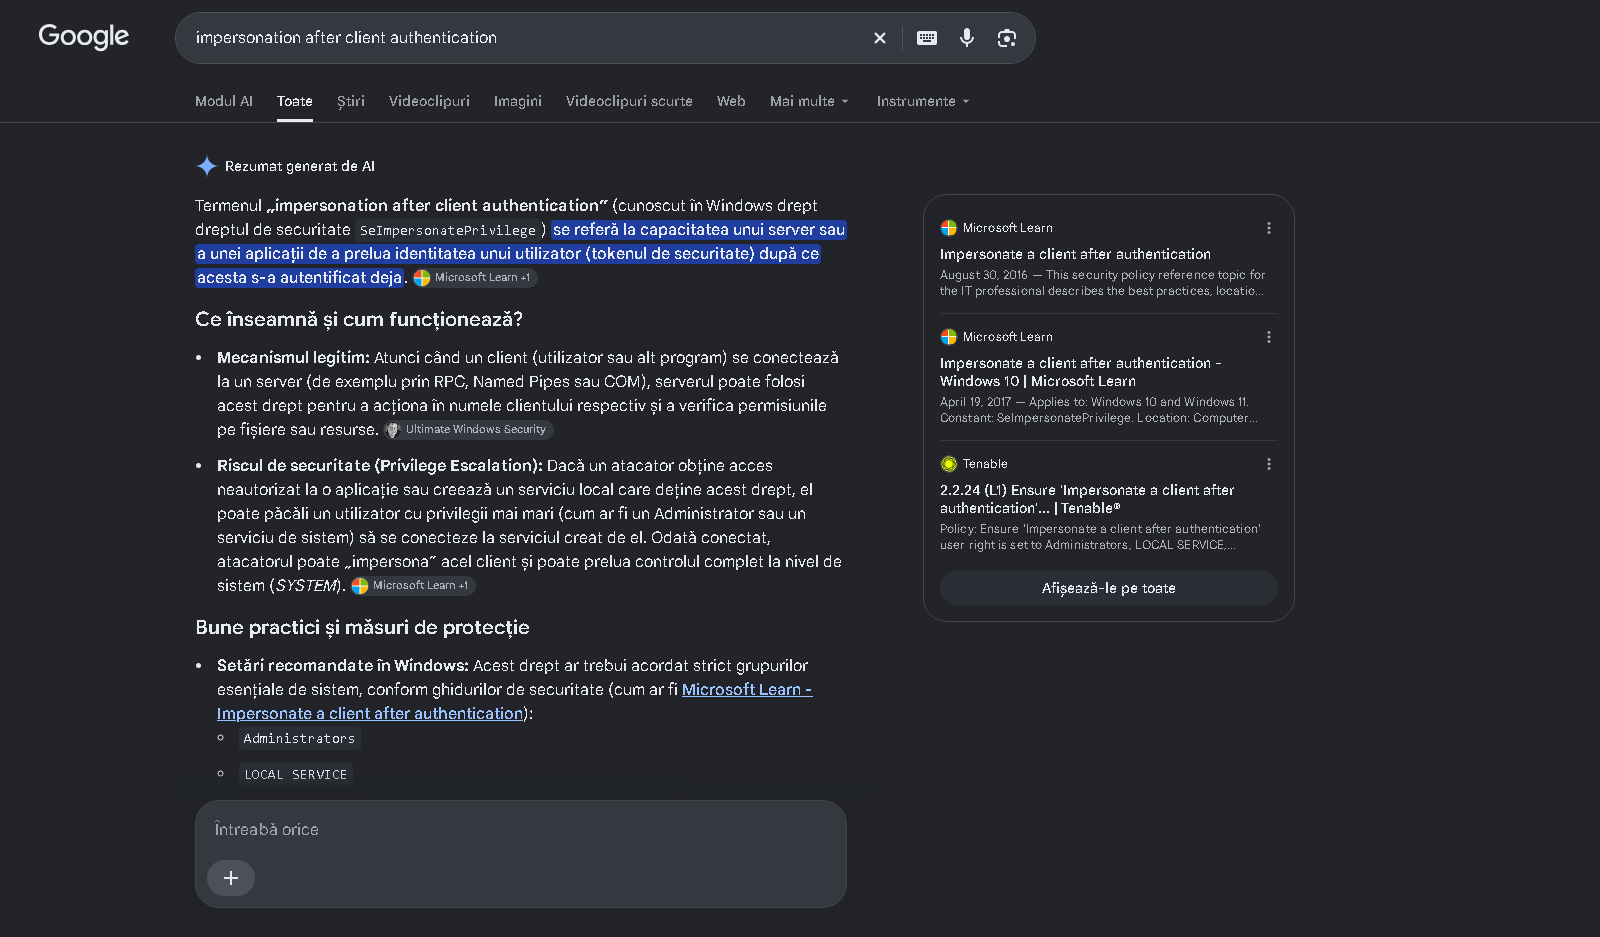 Google
impersonation after client authentication
Modul AI Toate Știri Videoclipuri Imagini Videoclipuri scurte Web Mai multe Instrumente
Rezumat generat de AI
Termenul „impersonation after client authentication” (cunoscut în Windows drept
dreptul de securitate SeImpersonatePrivilege ) se referă la capacitatea unui server sau
a unei aplicații de a prelua identitatea unui utilizator (tokenul de securitate) după ce
acesta s-a autentificat deja. Microsoft Learn +1
Ce înseamnă și cum funcționează?
• Mecanismul legitim: Atunci când un client (utilizator sau alt program) se conectează
la un server (de exemplu prin RPC, Named Pipes sau COM), serverul poate folosi
acest drept pentru a acționa în numele clientului respectiv și a verifica permisiunile
pe fișiere sau resurse. Ultimate Windows Security
• Riscul de securitate (Privilege Escalation): Dacă un atacator obține acces
neautorizat la o aplicație sau creează un serviciu local care deține acest drept, el
poate păcăli un utilizator cu privilegii mai mari (cum ar fi un Administrator sau un
serviciu de sistem) să se conecteze la serviciul creat de el. Odată conectat,
atacatorul poate „impersona” acel client și poate prelua controlul complet la nivel de
sistem (SYSTEM). Microsoft Learn +1
Bune practici și măsuri de protecție
• Setări recomandate în Windows: Acest drept ar trebui acordat strict grupurilor
esențiale de sistem, conform ghidurilor de securitate (cum ar fi Microsoft Learn -
Impersonate a client after authentication):
Administrators
LOCAL SERVICE
Întreabă orice
Microsoft Learn
Impersonate a client after authentication
August 30, 2016 — This security policy reference topic for
the IT professional describes the best practices, locatio...
Microsoft Learn
Impersonate a client after authentication -
Windows 10 | Microsoft Learn
April 19, 2017 — Applies to: Windows 10 and Windows 11.
Constant: SeImpersonatePrivilege. Location: Computer...
Tenable
2.2.24 (L1) Ensure 'Impersonate a client after
authentication'... | Tenable®
Policy: Ensure 'Impersonate a client after authentication'
user right is set to Administrators, LOCAL SERVICE,...
Afișează-le pe toate